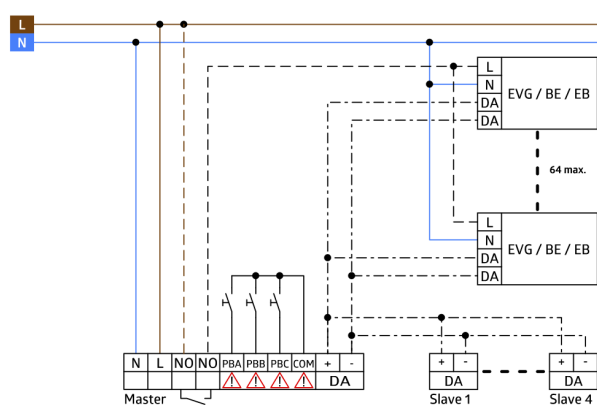 L
N
L
N
DA
DA
EVG / BE / EB
64 max.
L
N
DA
DA
EVG / BE / EB
N L NO NO PBA PBB PBC COM + -
DA
Master
+ -
DA
Slave 1
+ -
DA
Slave 4